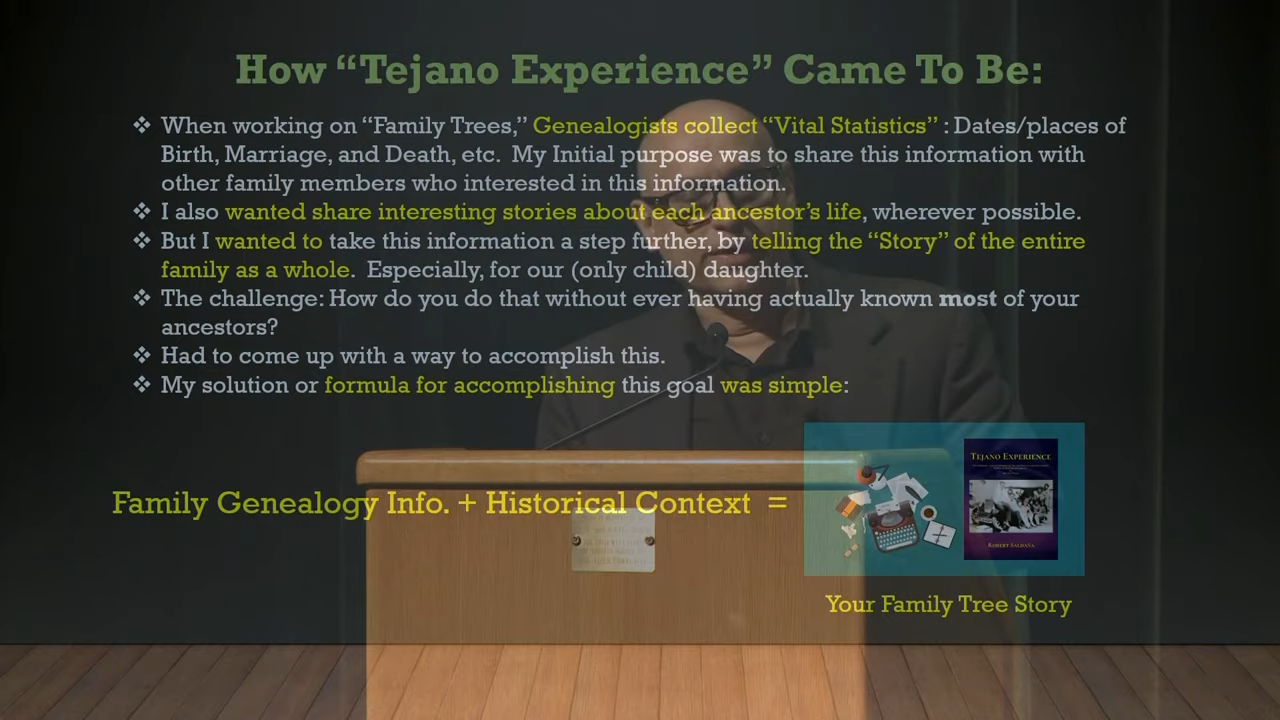 How “Tejano Experience” Came To Be:
❖ When working on “Family Trees,” Genealogists collect “Vital Statistics” : Dates/places of
Birth, Marriage, and Death, etc. My Initial purpose was to share this information with
other family members who interested in this information.
❖ I also wanted share interesting stories about each ancestor’s life, wherever possible.
❖ But I wanted to take this information a step further, by telling the “Story” of the entire
family as a whole. Especially, for our (only child) daughter.
❖ The challenge: How do you do that without ever having actually known most of your
ancestors?
❖ Had to come up with a way to accomplish this.
❖ My solution or formula for accomplishing this goal was simple:
Family Genealogy Info. + Historical Context =
TEJANO EXPERIENCE
ROBERT SALDAÑA
Your Family Tree Story